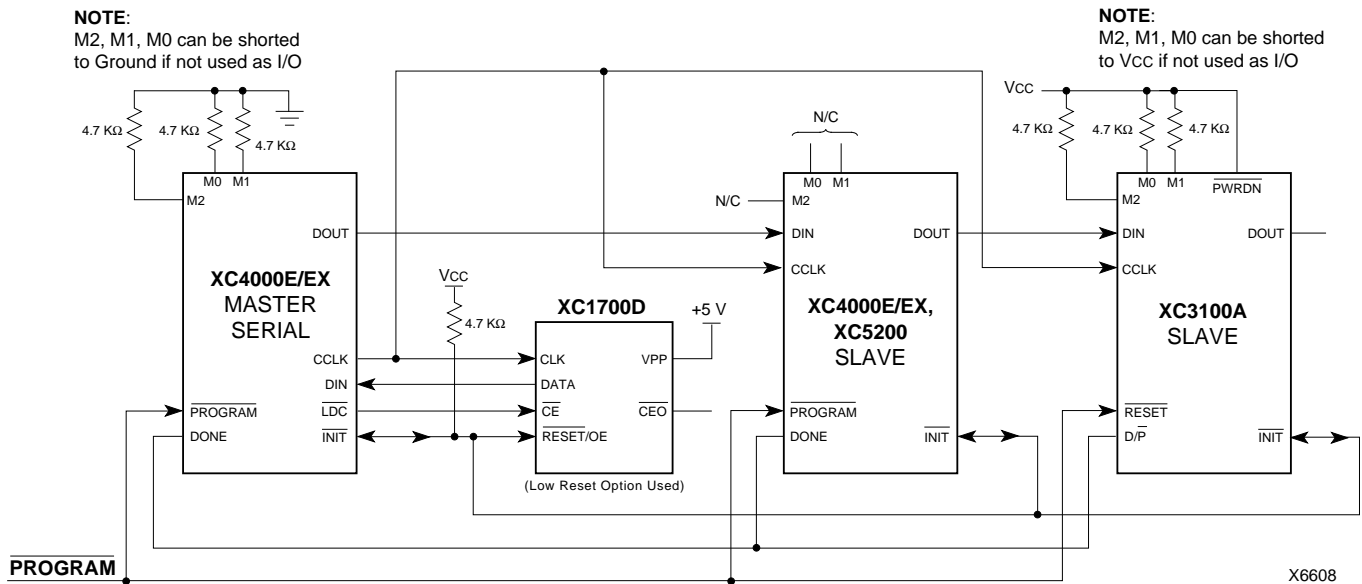 NOTE:
M2, M1, M0 can be shorted
to Ground if not used as I/O
NOTE:
M2, M1, M0 can be shorted
to VCC if not used as I/O
4.7 KΩ
4.7 KΩ
4.7 KΩ
M0 M1
M2
DOUT
XC4000E/EX
MASTER
SERIAL
CCLK
DIN
PROGRAM
LDC
DONE
INIT
VCC
4.7 KΩ
XC1700D
+5 V
CLK
VPP
DATA
CE
CEO
RESET/OE
(Low Reset Option Used)
N/C
M0 M1
N/C
M2
DIN
DOUT
CCLK
XC4000E/EX,
XC5200
SLAVE
PROGRAM
DONE
INIT
VCC
4.7 KΩ
4.7 KΩ
4.7 KΩ
M0 M1
PWRDN
M2
DIN
DOUT
CCLK
XC3100A
SLAVE
RESET
D/P
INIT
PROGRAM
X6608